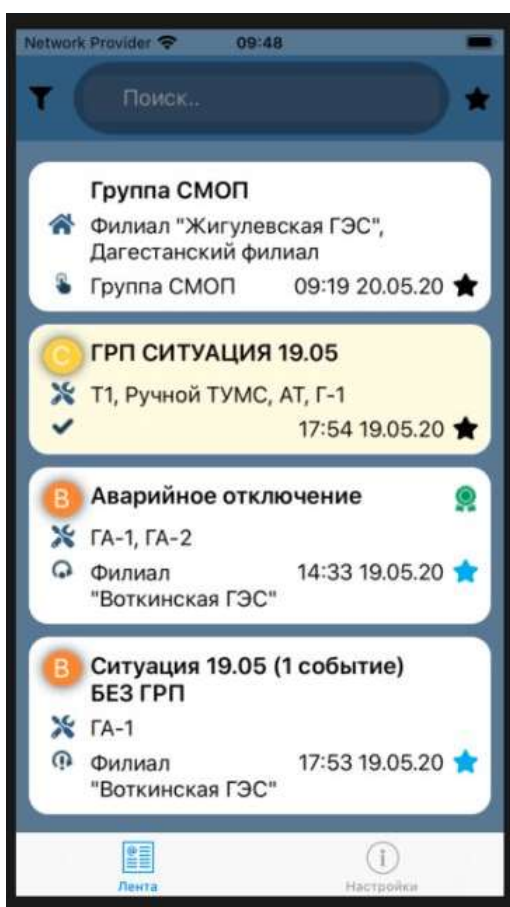 Network Provider 09:48
Поиск..
Группа СМОП
Филиал "Жигулевская ГЭС",
Дагестанский филиал
Группа СМОП 09:19 20.05.20
С ГРП СИТУАЦИЯ 19.05
Т1, Ручной ТУМС, АТ, Г-1
17:54 19.05.20
В Аварийное отключение
ГА-1, ГА-2
Филиал 14:33 19.05.20
"Воткинская ГЭС"
В Ситуация 19.05 (1 событие)
БЕЗ ГРП
ГА-1
Филиал 17:53 19.05.20
"Воткинская ГЭС"
Лента Настройки